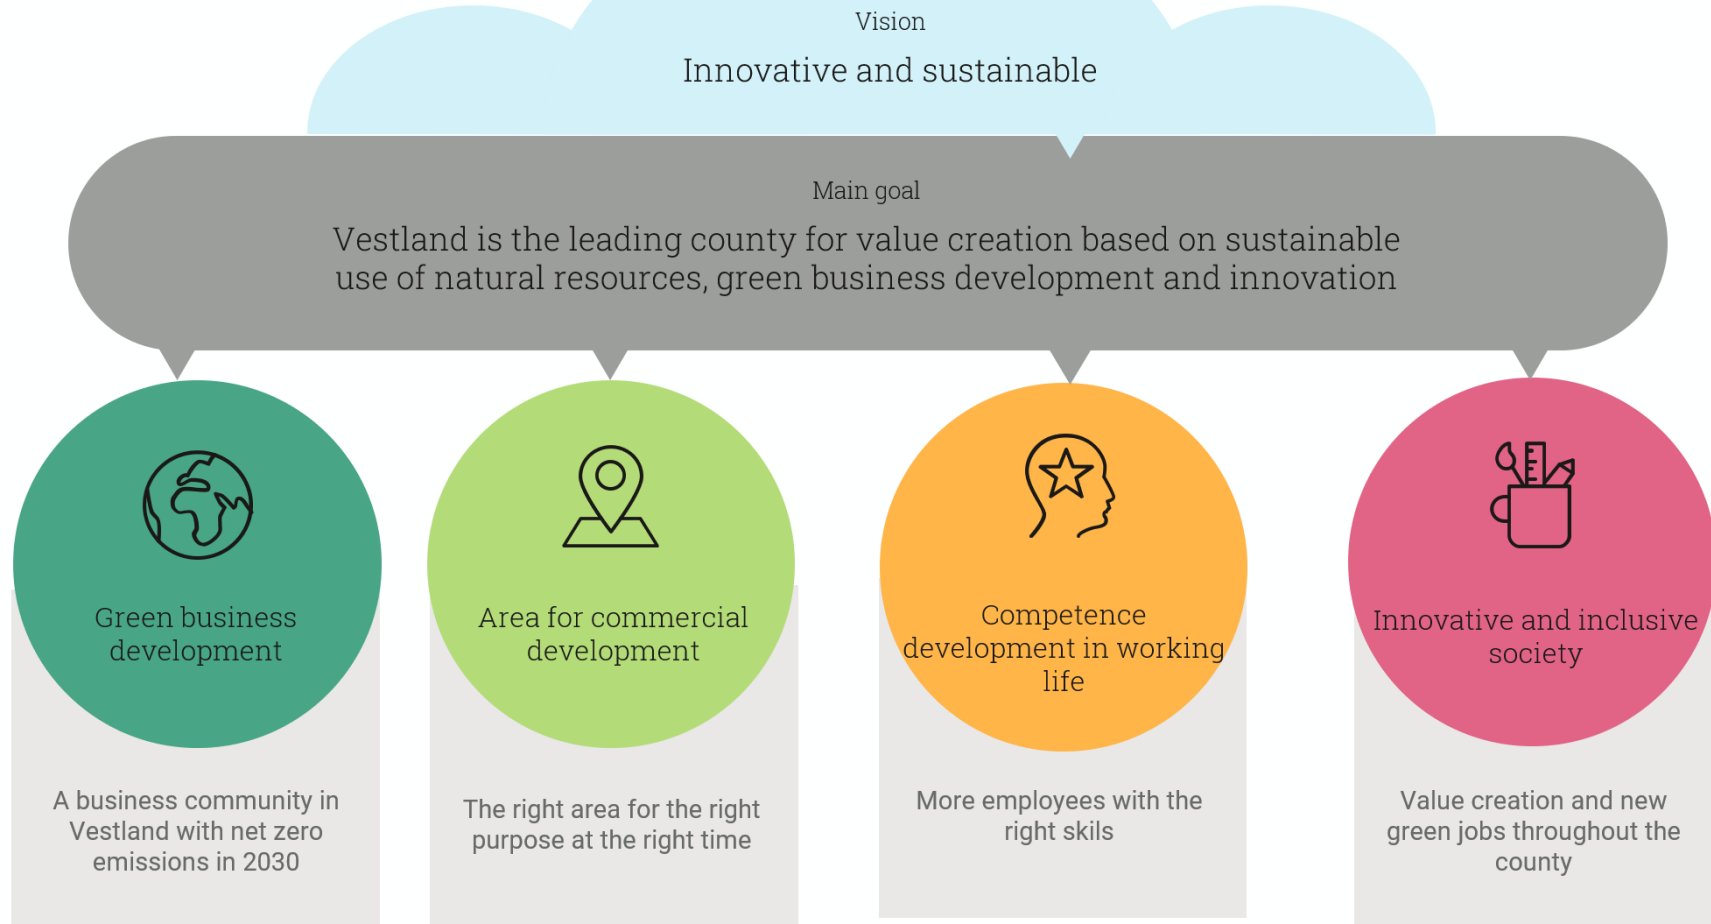 Vision
Innovative and sustainable
Main goal
Vestland is the leading county for value creation based on sustainable
use of natural resources, green business development and innovation
Green business
development
A business community in
Vestland with net zero
emissions in 2030
Area for commercial
development
The right area for the right
purpose at the right time
Competence
development in working
life
More employees with the
right skils
Innovative and inclusive
society
Value creation and new
green jobs throughout the
county